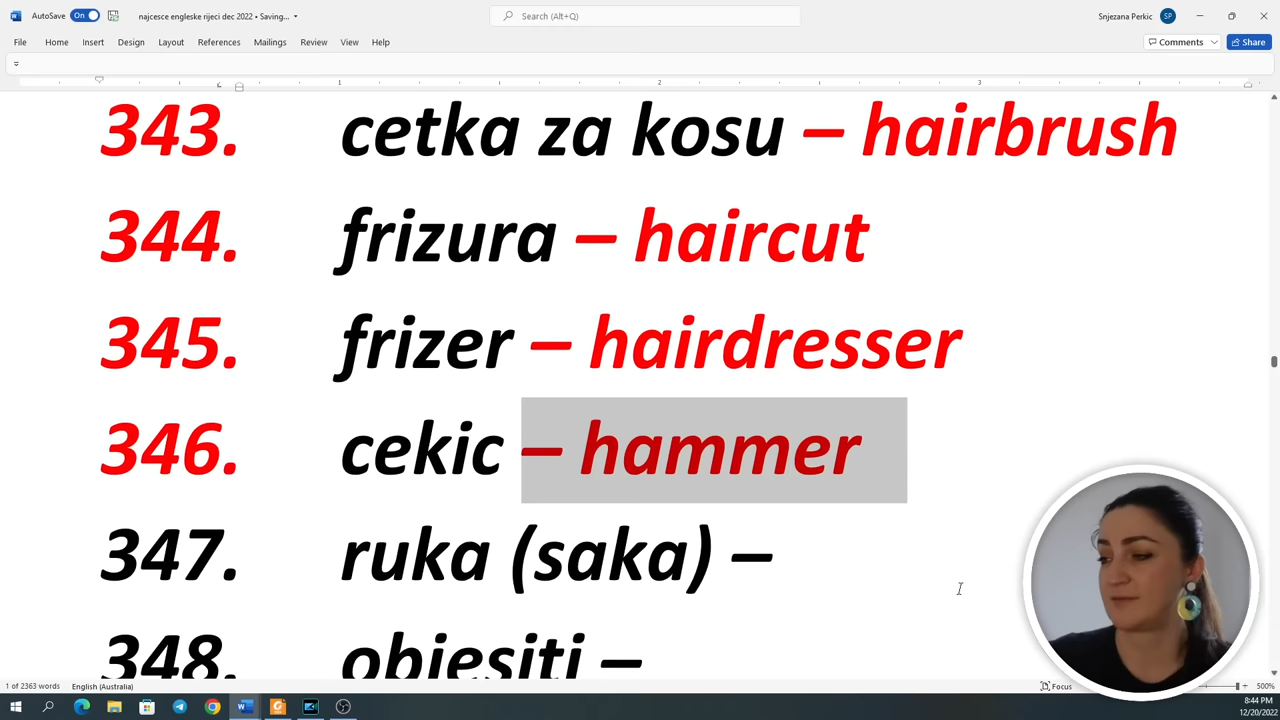 AutoSave On najcesce engleske rijeci dec 2022 • Saving... Search (Alt+Q) Snjezana Perkic SP
File Home Insert Design Layout References Mailings Review View Help Comments Share
1 2 3
343. cetka za kosu – hairbrush
344. frizura – haircut
345. frizer – hairdresser
346. cekic – hammer
347. ruka (saka) –
348. objesiti –
1 of 2363 words English (Australia) Focus 500%
8:44 PM
12/20/2022